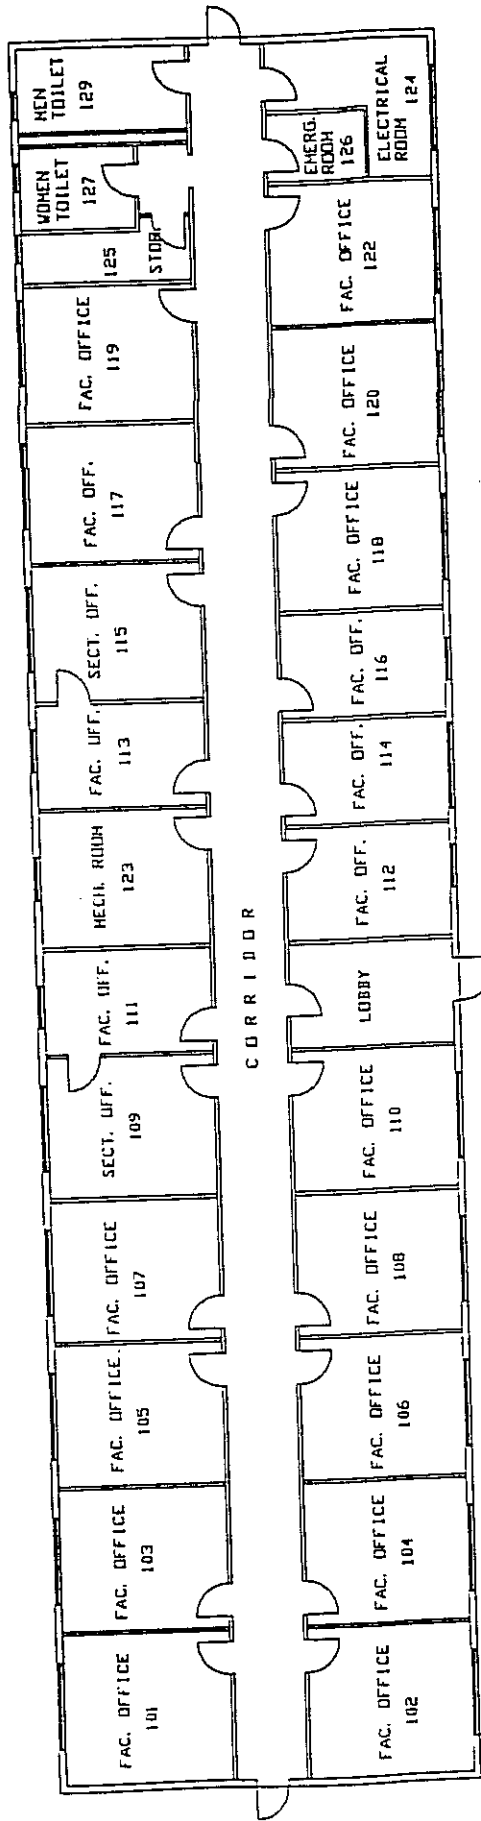 MEN
TOILET
129
WOMEN
TOILET
127
125
STOR.
FAC. OFFICE
119
FAC. OFF.
117
SECT. OFF.
115
FAC. OFF.
113
MECH. ROOM
123
FAC. OFF.
111
SECT. OFF.
109
FAC. OFFICE
107
FAC. OFFICE.
105
FAC. OFFICE
103
FAC. OFFICE
101
CORRIDOR
ELECTRICAL
ROOM 124
EMERG.
ROOM
126
FAC. OFFICE
122
FAC. OFFICE
120
FAC. OFFICE
118
FAC. OFF.
116
FAC. OFF.
114
FAC. OFF.
112
LOBBY
FAC. OFFICE
110
FAC. OFFICE
108
FAC. OFFICE
106
FAC. OFFICE
104
FAC. OFFICE
102